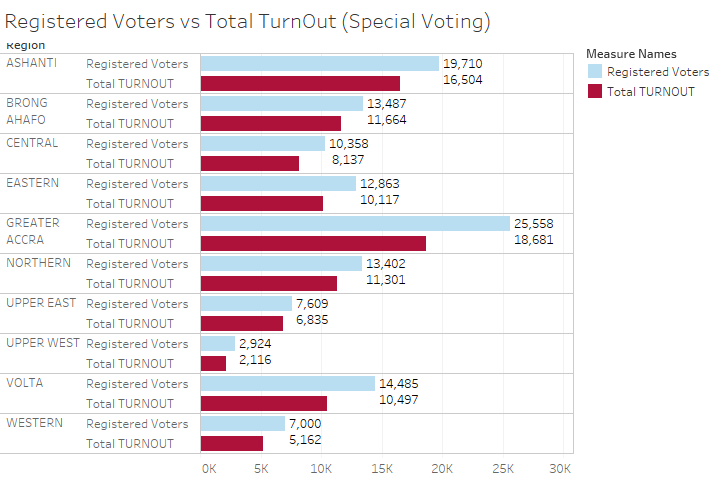 Registered Voters vs Total TurnOut (Special Voting)
Region
Measure Names
Registered Voters
Total TURNOUT
ASHANTI Registered Voters 19,710
Total TURNOUT 16,504
BRONG AHAFO Registered Voters 13,487
Total TURNOUT 11,664
CENTRAL Registered Voters 10,358
Total TURNOUT 8,137
EASTERN Registered Voters 12,863
Total TURNOUT 10,117
GREATER ACCRA Registered Voters 25,558
Total TURNOUT 18,681
NORTHERN Registered Voters 13,402
Total TURNOUT 11,301
UPPER EAST Registered Voters 7,609
Total TURNOUT 6,835
UPPER WEST Registered Voters 2,924
Total TURNOUT 2,116
VOLTA Registered Voters 14,485
Total TURNOUT 10,497
WESTERN Registered Voters 7,000
Total TURNOUT 5,162
0K 5K 10K 15K 20K 25K 30K